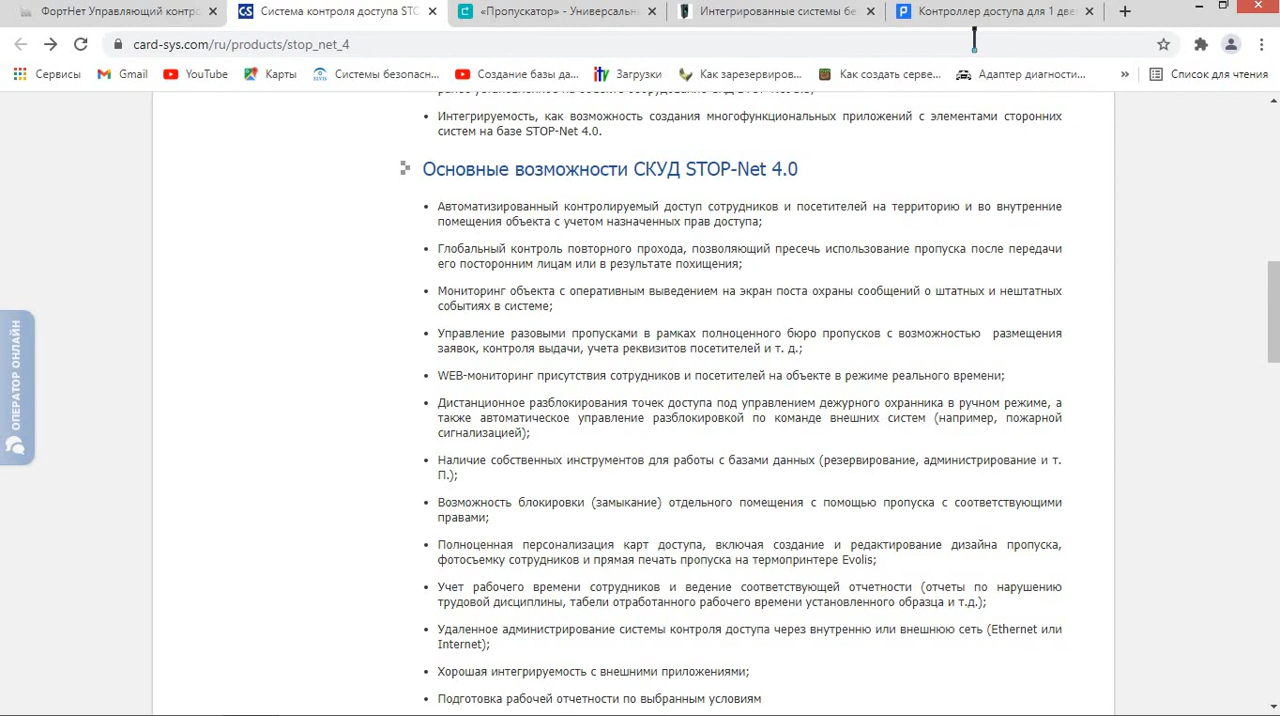 ФортНет Управляющий контро
Система контроля доступа STO
«Пропускатор» - Универсальн
Интегрированные системы бе
Контроллер доступа для 1 две
card-sys.com/ru/products/stop_net_4
Сервисы
Gmail
YouTube
Карты
Системы безопасн...
Создание базы да...
Загрузки
Как зарезервиров...
Как создать серве...
Адаптер диагности...
»
Список для чтения
• Интегрируемость, как возможность создания многофункциональных приложений с элементами сторонних
систем на базе STOP-Net 4.0.
Основные возможности СКУД STOP-Net 4.0
• Автоматизированный контролируемый доступ сотрудников и посетителей на территорию и во внутренние
помещения объекта с учетом назначенных прав доступа;
• Глобальный контроль повторного прохода, позволяющий пресечь использование пропуска после передачи
его посторонним лицам или в результате похищения;
• Мониторинг объекта с оперативным выведением на экран поста охраны сообщений о штатных и нештатных
событиях в системе;
• Управление разовыми пропусками в рамках полноценного бюро пропусков с возможностью размещения
заявок, контроля выдачи, учета реквизитов посетителей и т. д.;
• WEB-мониторинг присутствия сотрудников и посетителей на объекте в режиме реального времени;
• Дистанционное разблокирования точек доступа под управлением дежурного охранника в ручном режиме, а
также автоматическое управление разблокировкой по команде внешних систем (например, пожарной
сигнализацией);
• Наличие собственных инструментов для работы с базами данных (резервирование, администрирование и т.
П.);
• Возможность блокировки (замыкание) отдельного помещения с помощью пропуска с соответствующими
правами;
• Полноценная персонализация карт доступа, включая создание и редактирование дизайна пропуска,
фотосъемку сотрудников и прямая печать пропуска на термопринтере Evolis;
• Учет рабочего времени сотрудников и ведение соответствующей отчетности (отчеты по нарушению
трудовой дисциплины, табели отработанного рабочего времени установленного образца и т.д.);
• Удаленное администрирование системы контроля доступа через внутренню или внешнюю сеть (Ethernet или
Internet);
• Хорошая интегрируемость с внешними приложениями;
• Подготовка рабочей отчетности по выбранным условиям
ОПЕРАТОР ОНЛАЙН